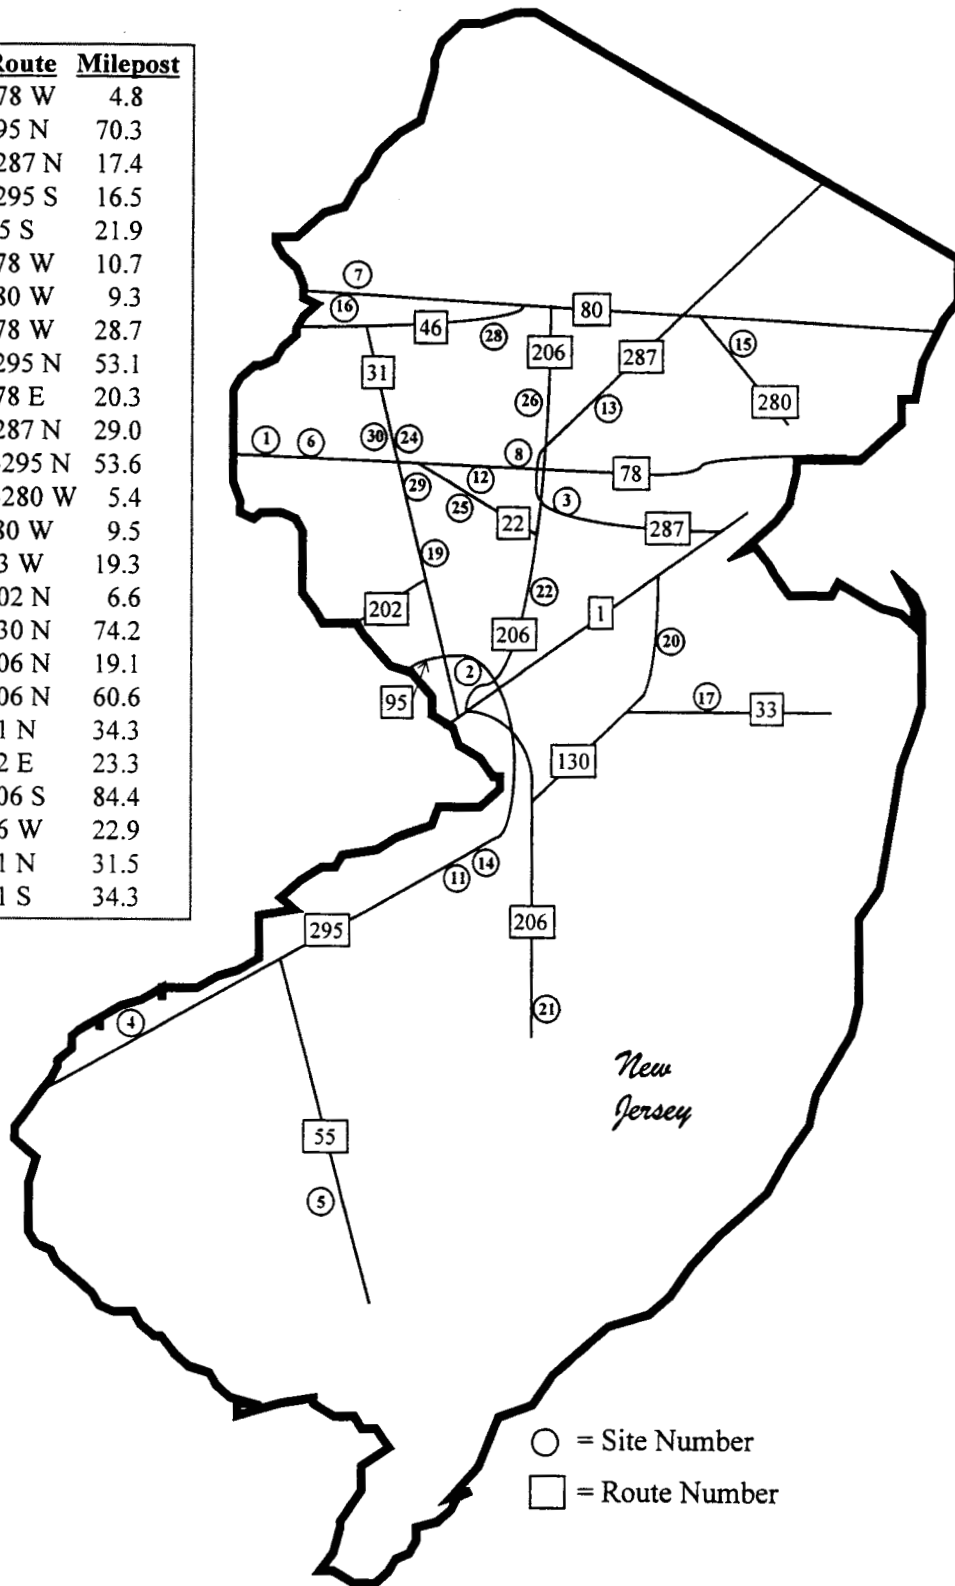 Route Milepost
78 W 4.8
95 N 70.3
287 N 17.4
295 S 16.5
5 S 21.9
78 W 10.7
80 W 9.3
78 W 28.7
295 N 53.1
78 E 20.3
287 N 29.0
-295 N 53.6
-280 W 5.4
80 W 9.5
3 W 19.3
02 N 6.6
30 N 74.2
06 N 19.1
06 N 60.6
1 N 34.3
2 E 23.3
06 S 84.4
6 W 22.9
1 N 31.5
1 S 34.3
7
16
80
46
28
206
287
15
31
26
13
280
1
6
30
24
8
12
78
29
25
3
22
287
19
22
202
1
206
20
2
95
17
33
130
14
11
295
206
4
21
New
Jersey
55
5
= Site Number
= Route Number